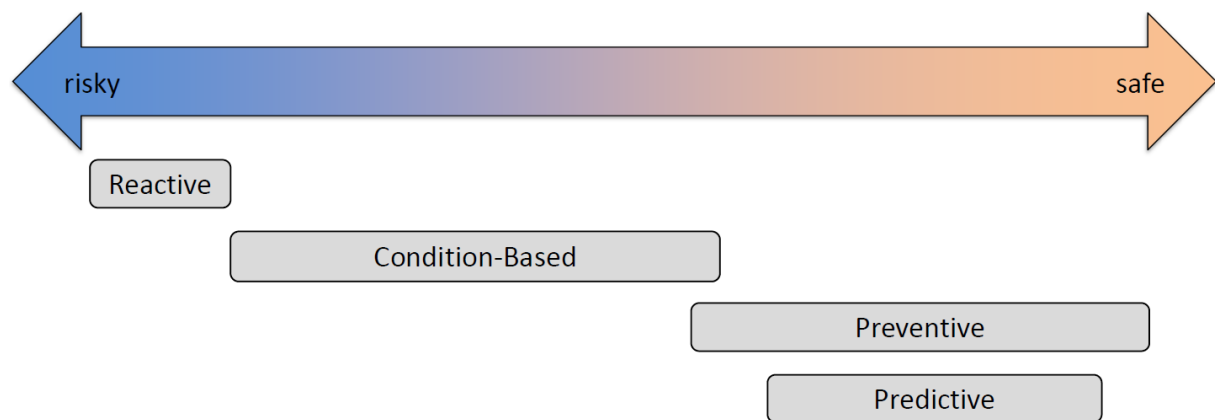 risky safe
Reactive
Condition-Based
Preventive
Predictive